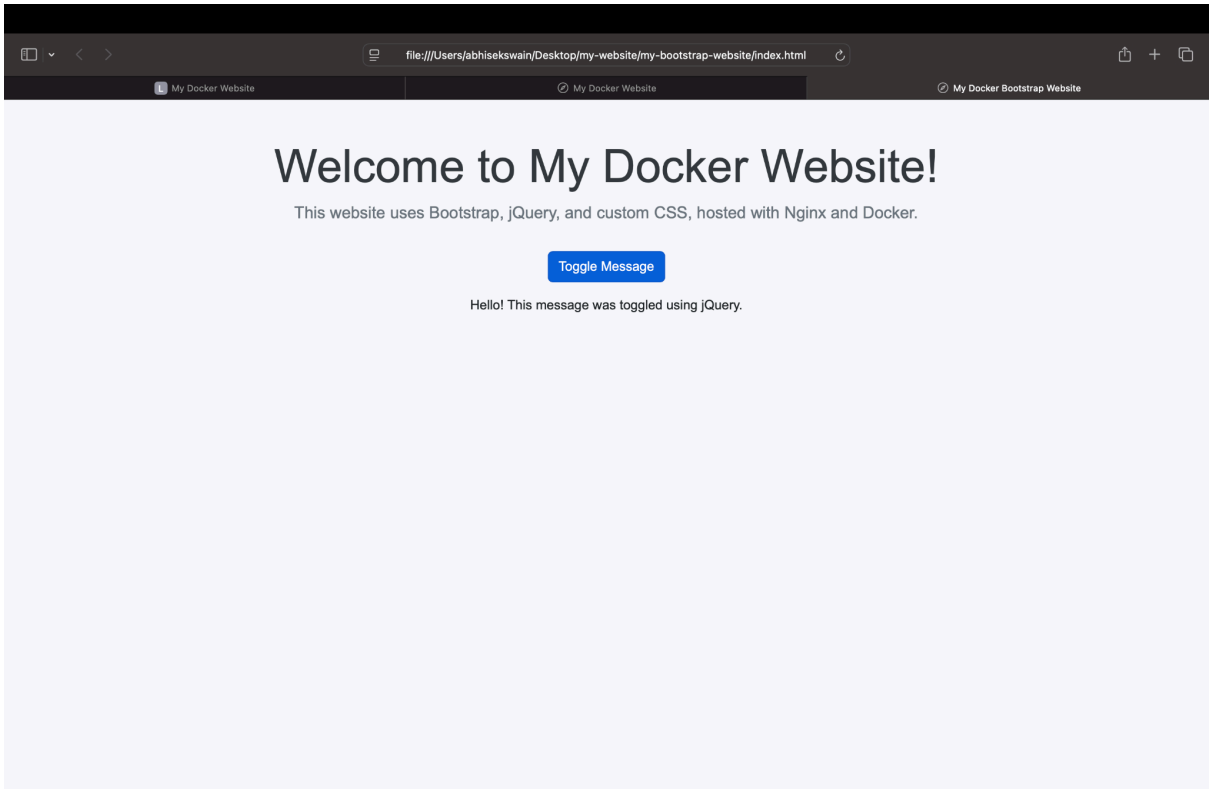 file:///Users/abhisekswain/Desktop/my-website/my-bootstrap-website/index.html
L My Docker Website
My Docker Website
My Docker Bootstrap Website
Welcome to My Docker Website!
This website uses Bootstrap, jQuery, and custom CSS, hosted with Nginx and Docker.
Toggle Message
Hello! This message was toggled using jQuery.